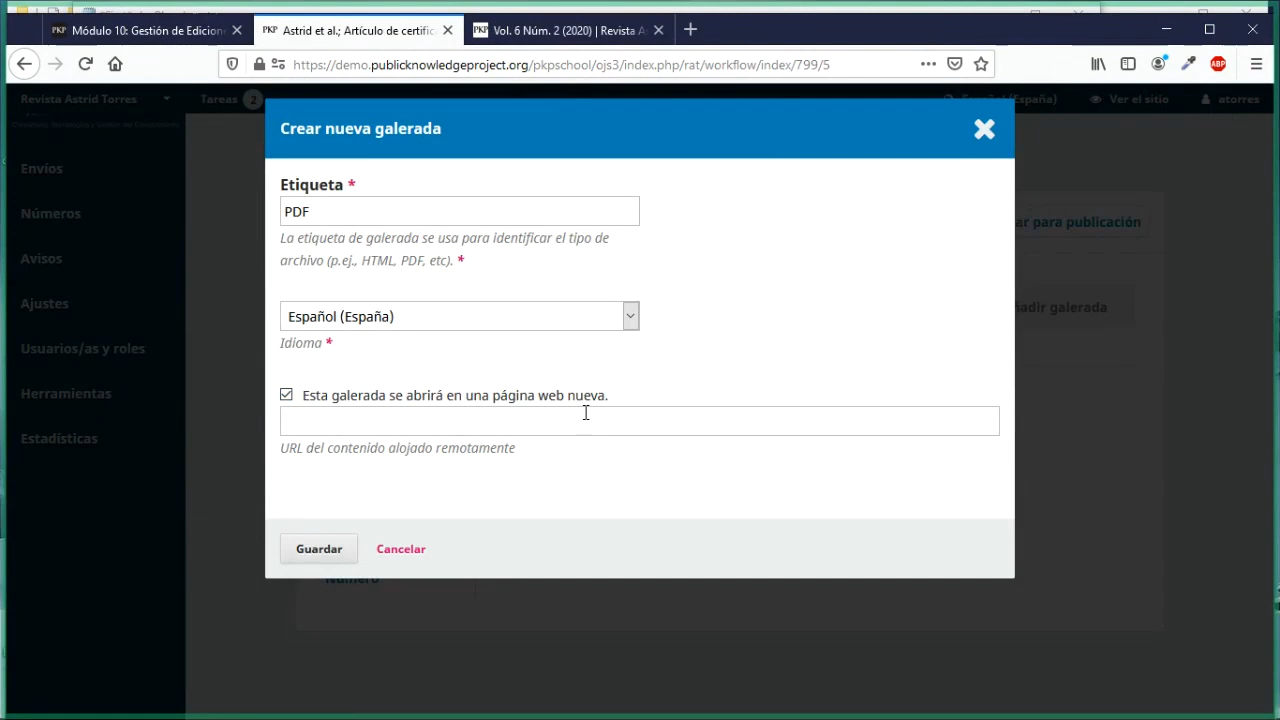 PKP Módulo 10: Gestión de Edicion
PKP Astrid et al.; Artículo de certific
PKP Vol. 6 Núm. 2 (2020) | Revista A
https://demo.publicknowledgeproject.org/pkpschool/ojs3/index.php/rat/workflow/index/799/5
ABP
Revista Astrid Torres
Tareas 2
Español (España)
Ver el sitio
atorres
Envíos
Números
Avisos
Ajustes
Usuarios/as y roles
Herramientas
Estadísticas
Crear nueva galerada
Etiqueta *
PDF
La etiqueta de galerada se usa para identificar el tipo de
archivo (p.ej., HTML, PDF, etc). *
Español (España)
Idioma *
Esta galerada se abrirá en una página web nueva.
URL del contenido alojado remotamente
Guardar
Cancelar
ar para publicación
ñadir galerada
Número